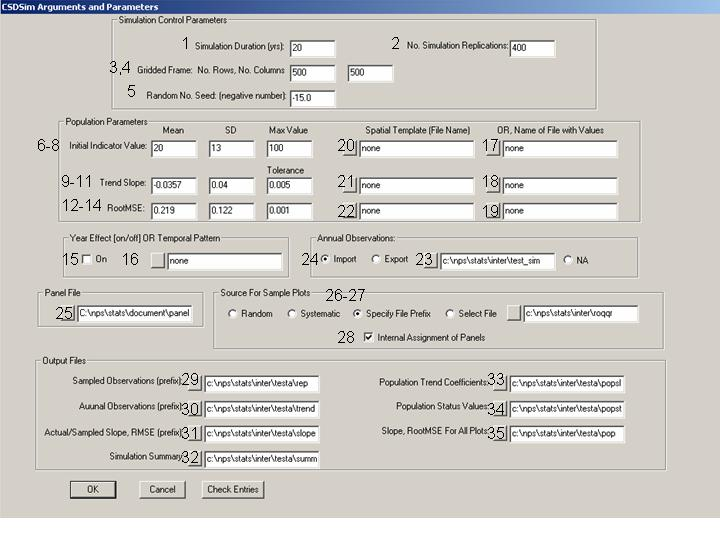 CSDSim Arguments and Parameters
Simulation Control Parameters
1 Simulation Duration (yrs): 20 2 No. Simulation Replications: 400
3,4 Gridded Frame: No. Rows, No. Columns 500 500
5 Random No. Seed: (negative number): -15.0
Population Parameters
Mean SD Max Value Spatial Template (File Name) OR, Name of File with Values
6-8 Initial Indicator Value: 20 13 100 20 none 17 none
Tolerance
9-11 Trend Slope: -0.0357 0.04 0.005 21 none 18 none
12-14 RootMSE: 0.219 0.122 0.001 22 none 19 none
Year Effect [on/off] OR Temporal Pattern Annual Observations:
15 On 16 none 24 Import Export 23 c:\nps\stats\inter\test_sim NA
Panel File Source For Sample Plots
26-27
25 C:\nps\stats\document\panel Random Systematic Specify File Prefix Select File c:\nps\stats\inter\roqqr
28 Internal Assignment of Panels
Output Files
Sampled Observations (prefix): 29 c:\nps\stats\inter\testa\rep Population Trend Coefficients: 33 c:\nps\stats\inter\testa\popsl
Auunal Observations (prefix): 30 c:\nps\stats\inter\testa\trend Population Status Values: 34 c:\nps\stats\inter\testa\popst
Actual/Sampled Slope, RMSE (prefix): 31 c:\nps\stats\inter\testa\slope Slope, RootMSE For All Plots: 35 c:\nps\stats\inter\testa\pop
Simulation Summary: 32 c:\nps\stats\inter\testa\summ
OK Cancel Check Entries